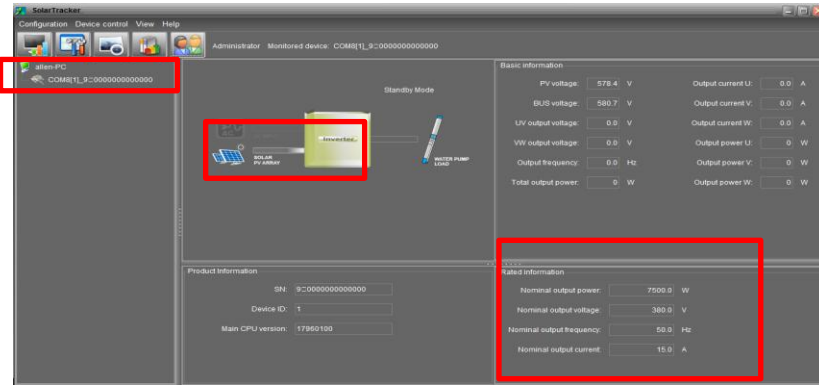 SolarTracker
Configuration Device control View Help
Administrator Monitored device: COM8[1]_9□0000000000000
allen-PC
COM8[1]_9□0000000000000
Standby Mode
SOLAR
PV ARRAY
WATER PUMP
LOAD
Basic information
PV voltage: 578.4 V Output current U: 0.0 A
BUS voltage: 580.7 V Output current V: 0.0 A
UV output voltage: 0.0 V Output current W: 0.0 A
VW output voltage: 0.0 V Output power U: 0 W
Output frequency: 0.0 Hz Output power V: 0 W
Total output power: 0 W Output power W: 0 W
Product Information
SN: 9□0000000000000
Device ID: 1
Main CPU version: 17960100
Rated Information
Nominal output power: 7500.0 W
Nominal output voltage: 380.0 V
Nominal output frequency: 50.0 Hz
Nominal output current: 15.0 A